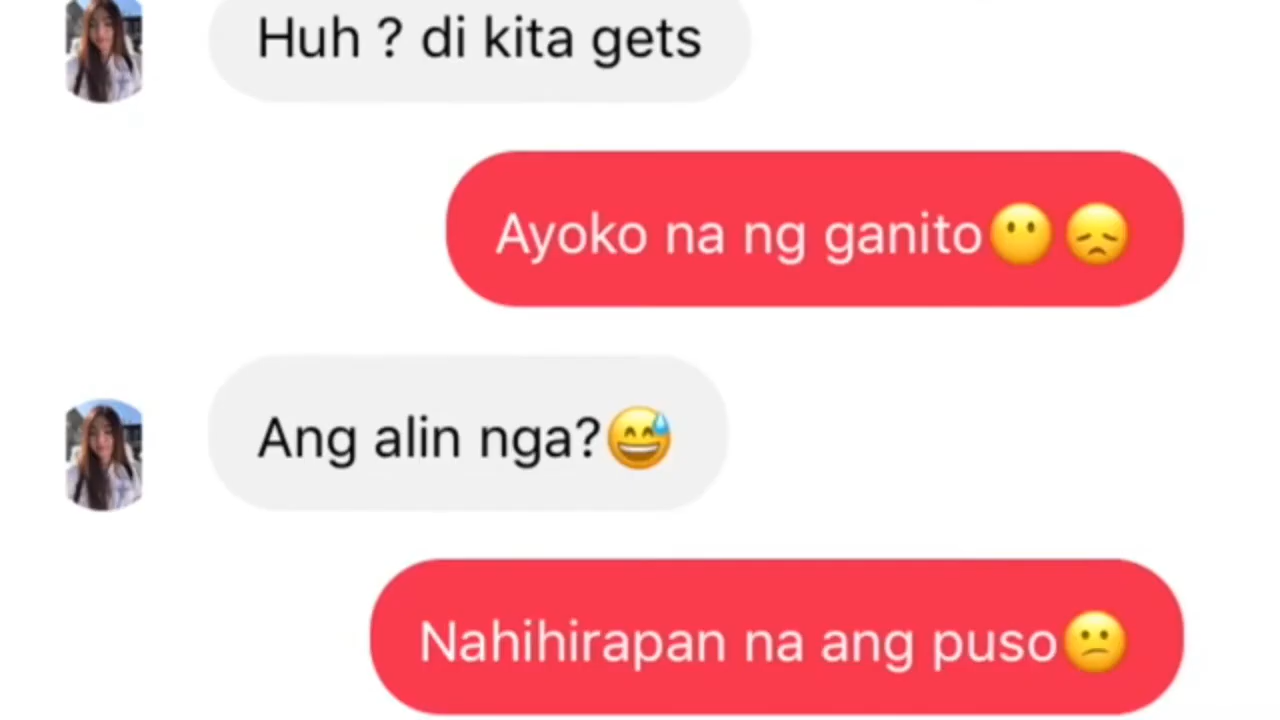 Huh ? di kita gets
Ayoko na ng ganito😶😞
Ang alin nga?😅
Nahihirapan na ang puso😕